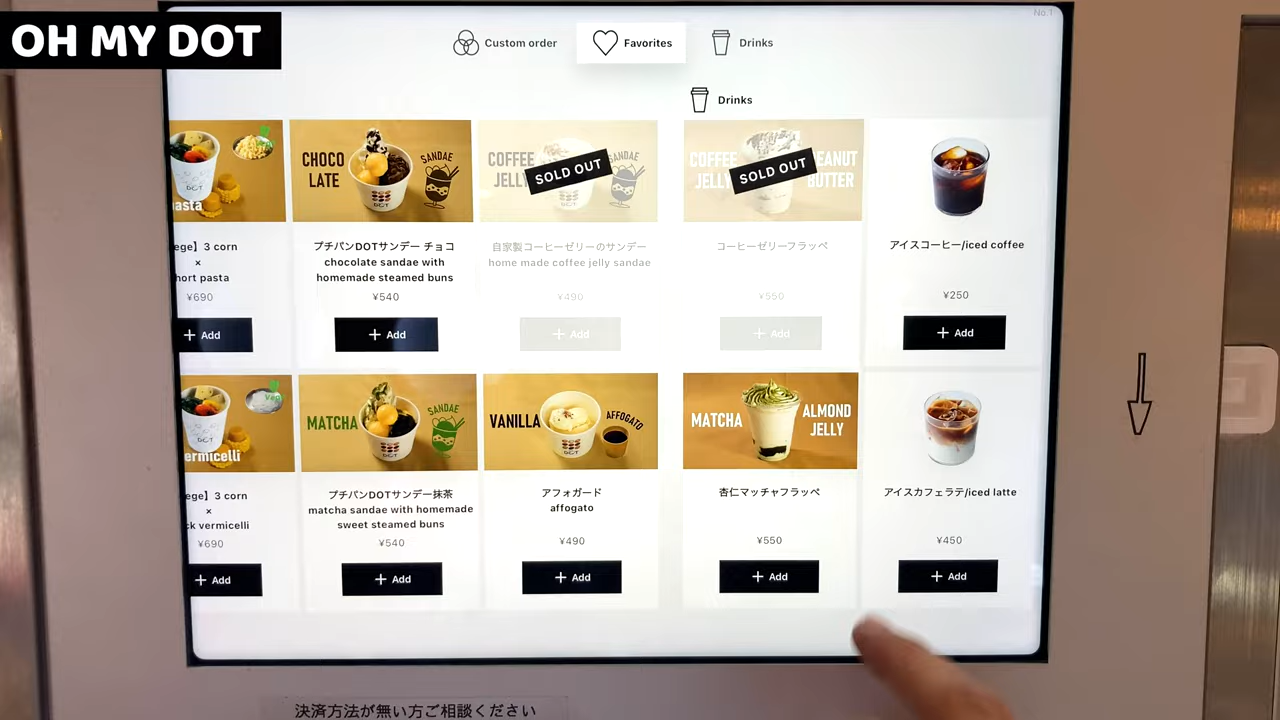 OH MY DOT
No.1
Custom order
Favorites
Drinks
Drinks
asta
ege】3 corn
×
hort pasta
¥690
+ Add
CHOCO
LATE
SANDAE
DOT
プチパンDOTサンデー チョコ
chocolate sandae with
homemade steamed buns
¥540
+ Add
COFFEE
JELLY
SANDAE
SOLD OUT
自家製コーヒーゼリーのサンデー
home made coffee jelly sandae
¥490
+ Add
COFFEE
JELLY
EANUT
BUTTER
SOLD OUT
コーヒーゼリーフラッペ
¥550
+ Add
アイスコーヒー/iced coffee
¥250
+ Add
Veg
ermicelli
ege】3 corn
×
ck vermicelli
¥690
+ Add
MATCHA
SANDAE
DOT
プチパンDOTサンデー抹茶
matcha sandae with homemade
sweet steamed buns
¥540
+ Add
VANILLA
AFFOGATO
DOT
アフォガード
affogato
¥490
+ Add
MATCHA
ALMOND
JELLY
杏仁マッチャフラッペ
¥550
+ Add
アイスカフェラテ/iced latte
¥450
+ Add
決済方法が無い方ご相談ください